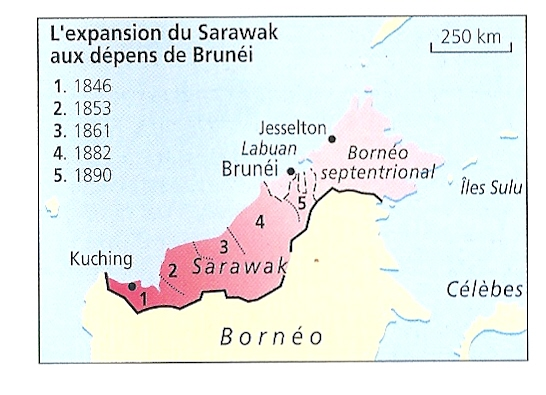 L'expansion du Sarawak
aux dépens de Brunéi
1. 1846
2. 1853
3. 1861
4. 1882
5. 1890
250 km
Jesselton
Labuan
Brunéi
Bornéo
septentrional
5
Îles Sulu
4
3
Kuching
2
Sarawak
1
Célèbes
Bornéo